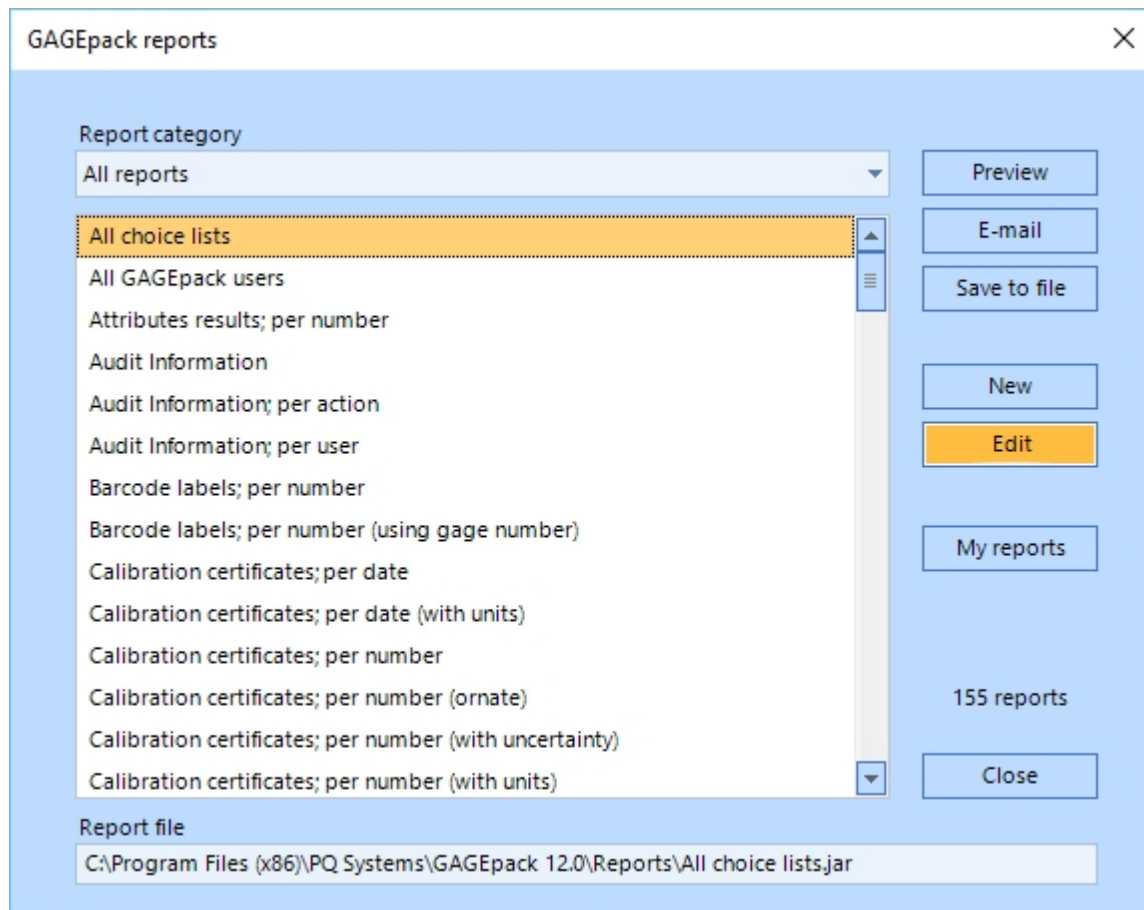 GAGEpack reports
Report category
All reports
All choice lists
All GAGEpack users
Attributes results; per number
Audit Information
Audit Information; per action
Audit Information; per user
Barcode labels; per number
Barcode labels; per number (using gage number)
Calibration certificates; per date
Calibration certificates; per date (with units)
Calibration certificates; per number
Calibration certificates; per number (ornate)
Calibration certificates; per number (with uncertainty)
Calibration certificates; per number (with units)
Preview
E-mail
Save to file
New
Edit
My reports
155 reports
Close
Report file
C:\Program Files (x86)\PQ Systems\GAGEpack 12.0\Reports\All choice lists.jar